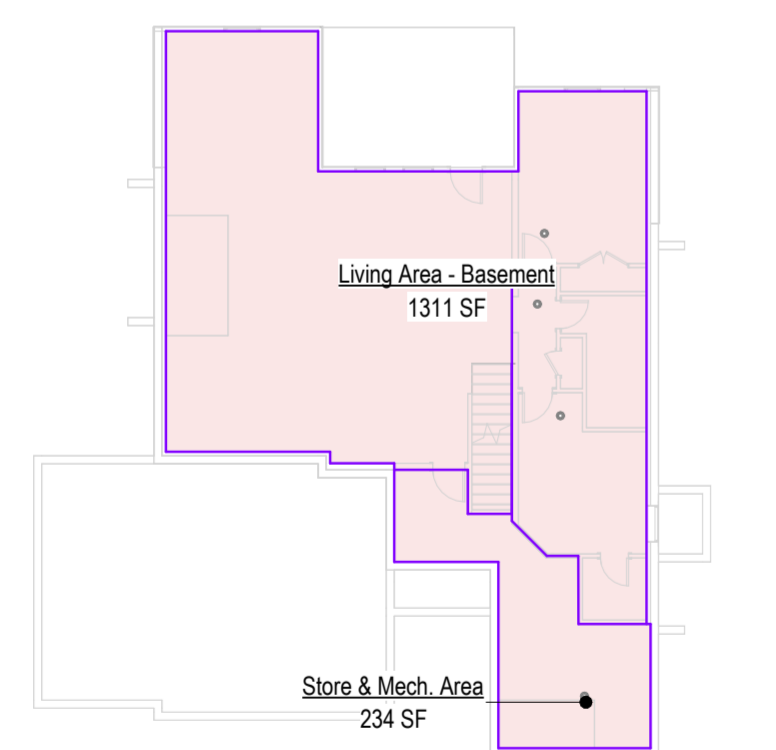 Living Area - Basement
1311 SF
Store & Mech. Area
234 SF